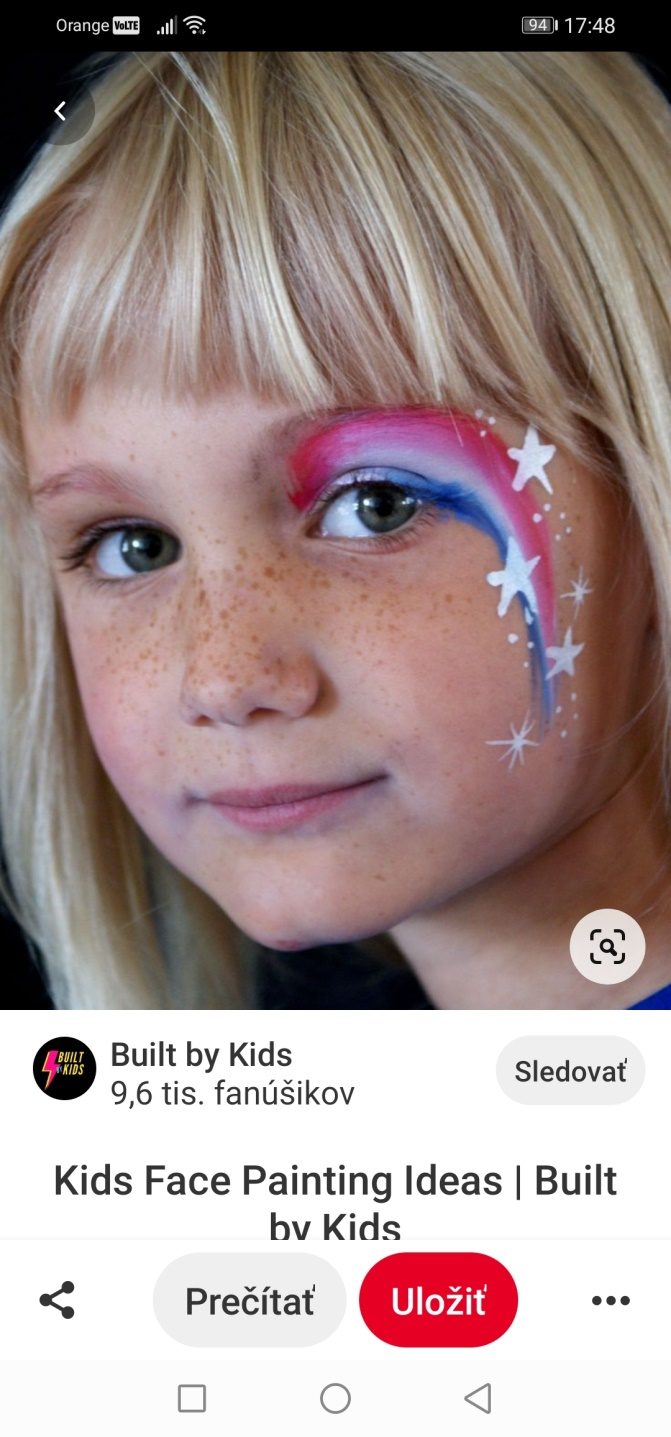 Orange VoLTE 94 17:48
BUILT
BY KIDS
Built by Kids
9,6 tis. fanúšikov
Sledovať
Kids Face Painting Ideas | Built
by Kids
Prečítať
Uložiť